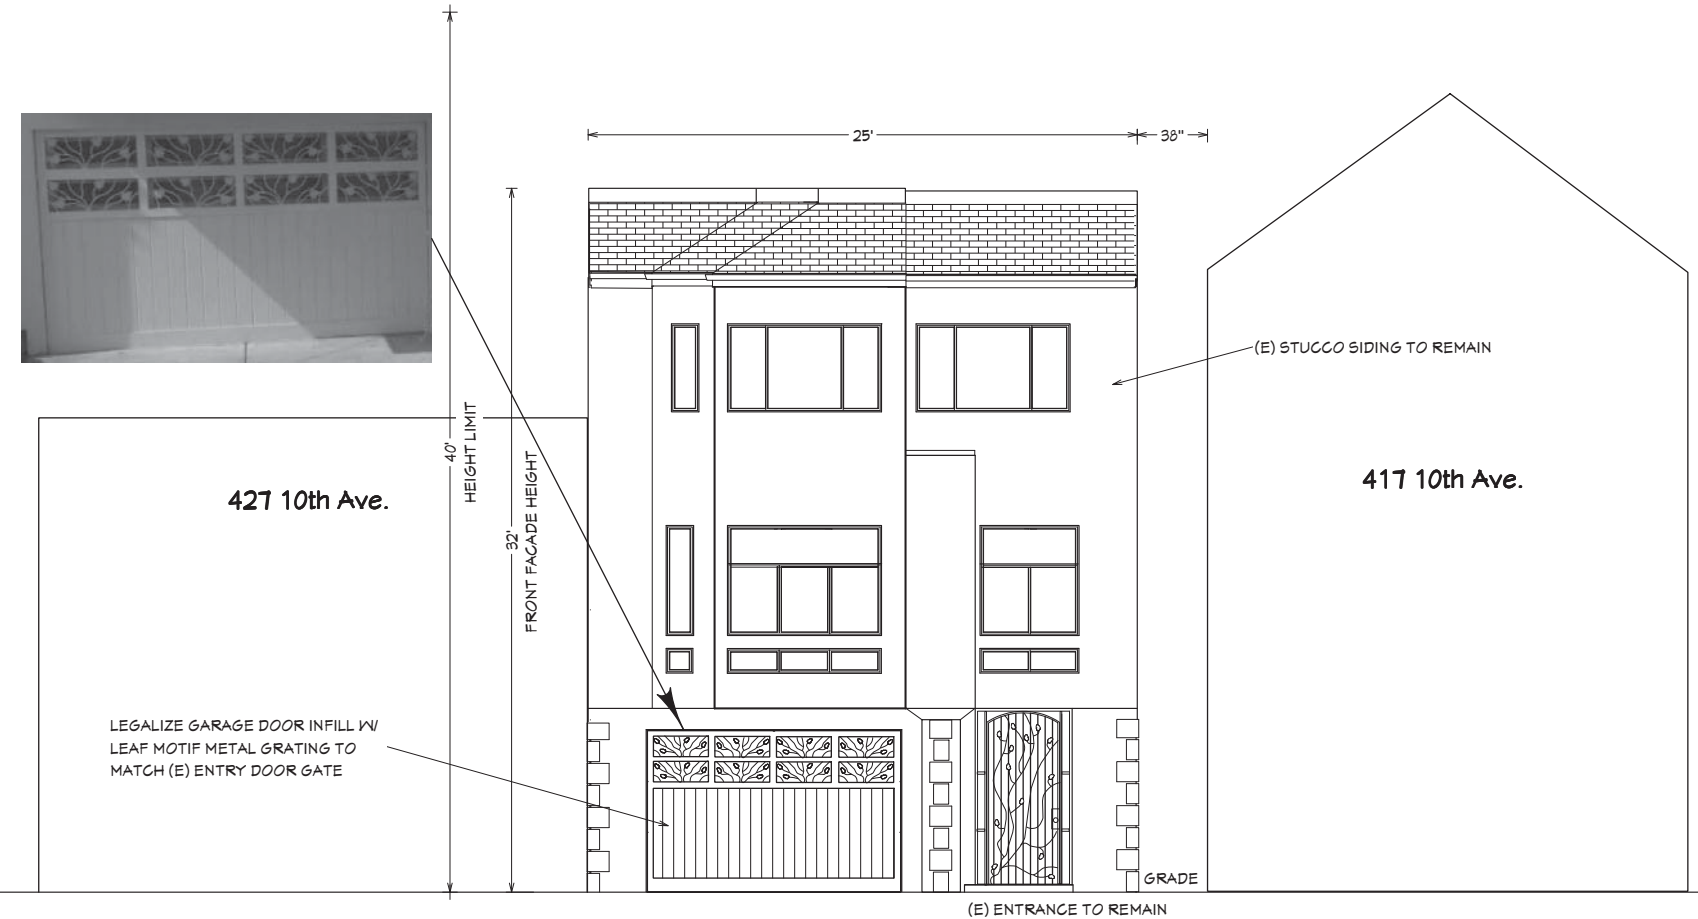 25'
38"
(E) STUCCO SIDING TO REMAIN
40'
HEIGHT LIMIT
32'
FRONT FACADE HEIGHT
427 10th Ave.
417 10th Ave.
LEGALIZE GARAGE DOOR INFILL W/
LEAF MOTIF METAL GRATING TO
MATCH (E) ENTRY DOOR GATE
GRADE
(E) ENTRANCE TO REMAIN